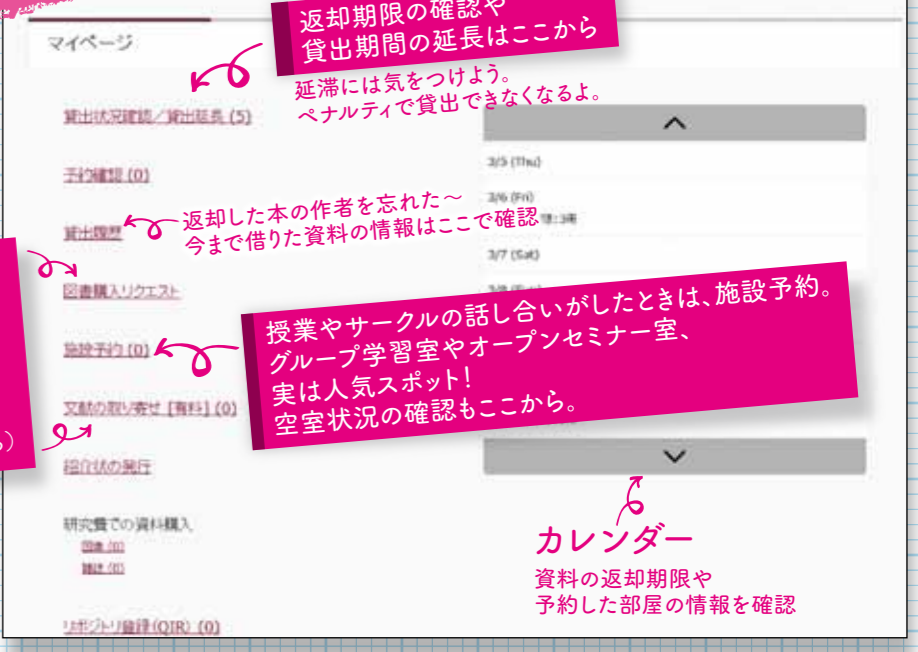 マイページ
返却期限の確認や
貸出期間の延長はここから
延滞には気をつけよう。
ペナルティで貸出できなくなるよ。
貸出状況確認／貸出延長 (5)
予約確認 (0)
貸出履歴
返却した本の作者を忘れた〜
今まで借りた資料の情報はここで確認
図書購入リクエスト
施設予約 (0)
授業やサークルの話し合いがしたときは、施設予約。
グループ学習室やオープンセミナー室、
実は人気スポット！
空室状況の確認もここから。
文献の取り寄せ [有料] (0)
紹介状の発行
研究費での資料購入
図書 (0)
雑誌 (0)
リポジトリ登録(QIR) (0)
3/5 (Thu)
3/6 (Fri)
3/7 (Sat)
カレンダー
資料の返却期限や
予約した部屋の情報を確認